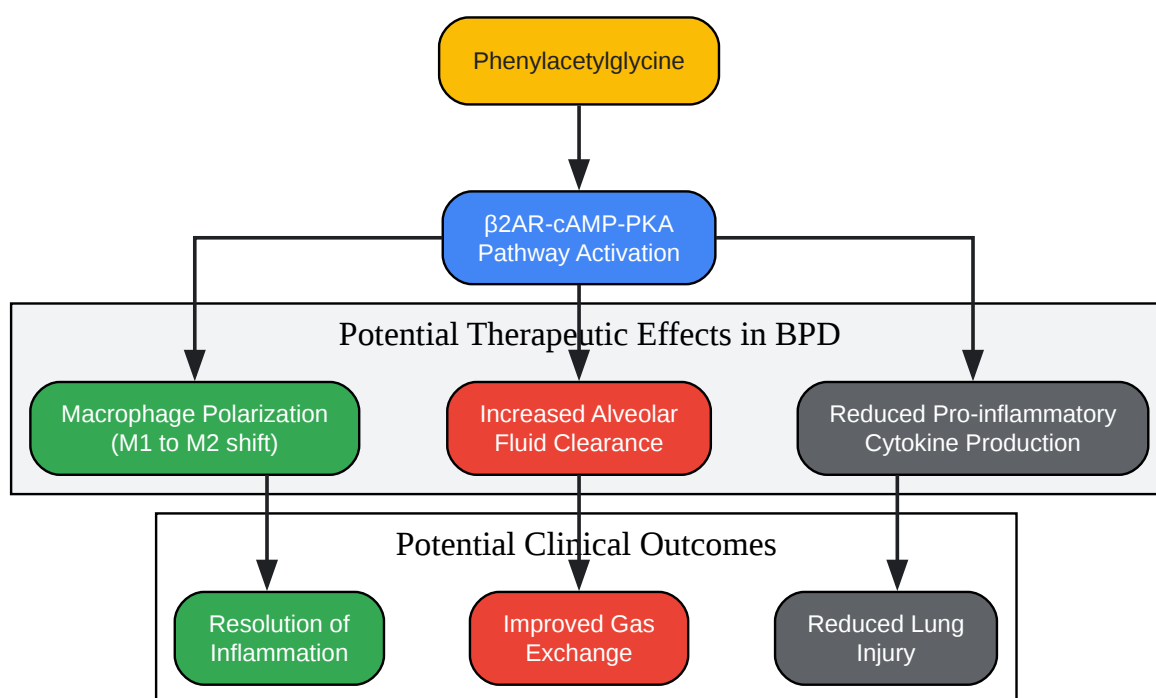 Phenylacetylglycine
β2AR-cAMP-PKA
Pathway Activation
Potential Therapeutic Effects in BPD
Macrophage Polarization
(M1 to M2 shift)
Increased Alveolar
Fluid Clearance
Reduced Pro-inflammatory
Cytokine Production
Potential Clinical Outcomes
Resolution of
Inflammation
Improved Gas
Exchange
Reduced Lung
Injury